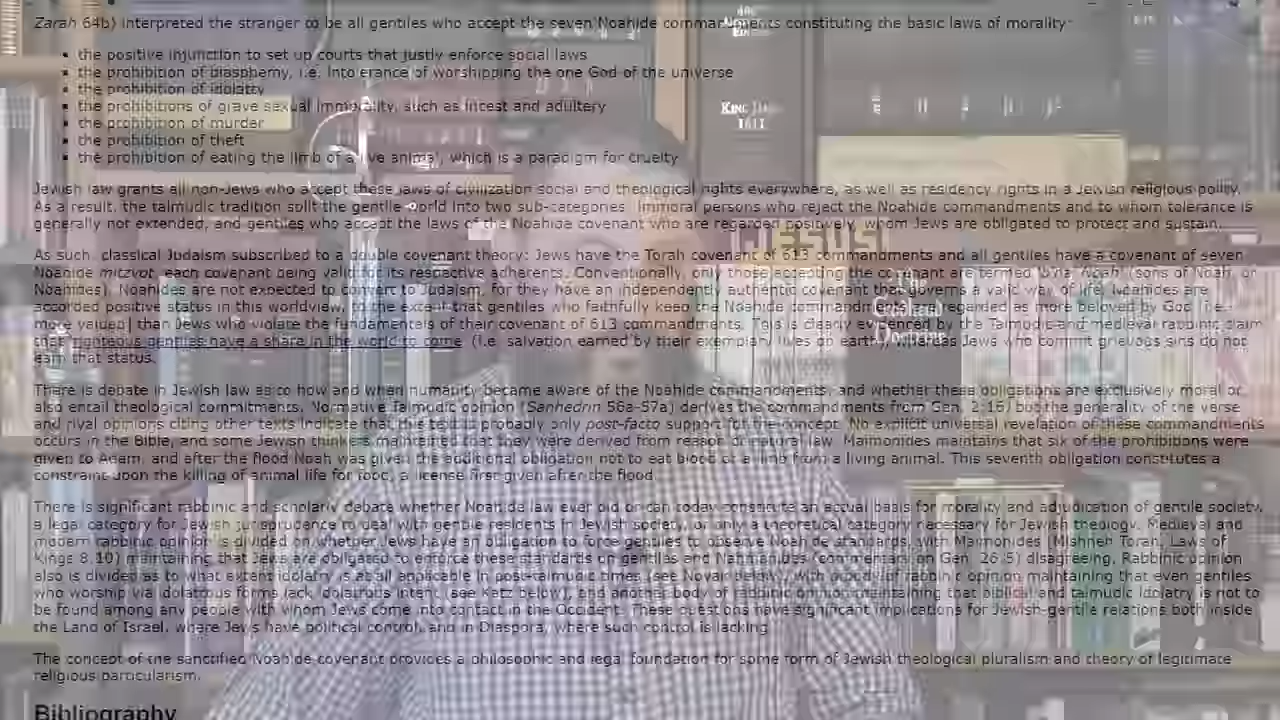 Zarah 64b) interpreted the stranger to be all gentiles who accept the seven Noahide commandments constituting the basic laws of morality:
the positive injunction to set up courts that justly enforce social laws
the prohibition of blasphemy, i.e. intolerance of worshipping the one God of the universe
the prohibition of idolatry
the prohibitions of grave sexual immorality, such as incest and adultery
the prohibition of murder
the prohibition of theft
the prohibition of eating the limb of a live animal, which is a paradigm for cruelty
Jewish law grants all non-Jews who accept these laws of civilization social and theological rights everywhere, as well as residency rights in a Jewish religious polity.
As a result, the talmudic tradition split the gentile world into two sub-categories: immoral persons who reject the Noahide commandments and to whom tolerance is
generally not extended, and gentiles who accept the laws of the Noahide covenant who are regarded positively, whom Jews are obligated to protect and sustain.
As such, classical Judaism subscribed to a double covenant theory: Jews have the Torah covenant of 613 commandments and all gentiles have a covenant of seven
Noahide mitzvot, each covenant being valid for its respective adherents. Conventionally, only those accepting the covenant are termed b'nai Noah (sons of Noah, or
Noahides). Noahides are not expected to convert to Judaism, for they have an independently authentic covenant that governs a valid way of life. Noahides are
accorded positive status in this worldview, to the extent that gentiles who faithfully keep the Noahide commandments are regarded as more beloved by God [i.e.
more valued] than Jews who violate the fundamentals of their covenant of 613 commandments. This is clearly evidenced by the Talmudic and medieval rabbinic claim
that righteous gentiles have a share in the world to come (i.e. salvation earned by their exemplary lives on earth), whereas Jews who commit grievous sins do not
earn that status.
There is debate in Jewish law as to how and when humanity became aware of the Noahide commandments, and whether these obligations are exclusively moral or
also entail theological commitments. Normative Talmudic opinion (Sanhedrin 56a-57a) derives the commandments from Gen. 2:16) but the generality of the verse
and rival opinions citing other texts indicate that this text is probably only post-facto support for the concept. No explicit universal revelation of these commandments
occurs in the Bible, and some Jewish thinkers maintained that they were derived from reason or natural law. Maimonides maintains that six of the prohibitions were
given to Adam, and after the flood Noah was given the additional obligation not to eat blood or a limb from a living animal. This seventh obligation constitutes a
constraint upon the killing of animal life for food, a license first given after the flood.
There is significant rabbinic and scholarly debate whether Noahide law ever did or can today constitute an actual basis for morality and adjudication of gentile society,
a legal category for Jewish jurisprudence to deal with gentile residents in Jewish society, or only a theoretical category necessary for Jewish theology. Medieval and
modern rabbinic opinion is divided on whether Jews have an obligation to force gentiles to observe Noahide standards, with Maimonides (Mishneh Torah, Laws of
Kings 8:10) maintaining that Jews are obligated to enforce these standards on gentiles and Nahmanides (commentary on Gen. 26:5) disagreeing. Rabbinic opinion
also is divided as to what extent idolatry is at all applicable in post-talmudic times (see Novak below), with a body of rabbinic opinion maintaining that even gentiles
who worship via idolatrous forms lack idolatrous intent (see Katz below), and another body of rabbinic opinion maintaining that biblical and talmudic idolatry is not to
be found among any people with whom Jews come into contact in the Occident. These questions have significant implications for Jewish-gentile relations both inside
the Land of Israel, where Jews have political control, and in Diaspora, where such control is lacking.
The concept of the sanctified Noahide covenant provides a philosophic and legal foundation for some form of Jewish theological pluralism and theory of legitimate
religious particularism.
Bibliography
KING JAMES
1611
JESUS!